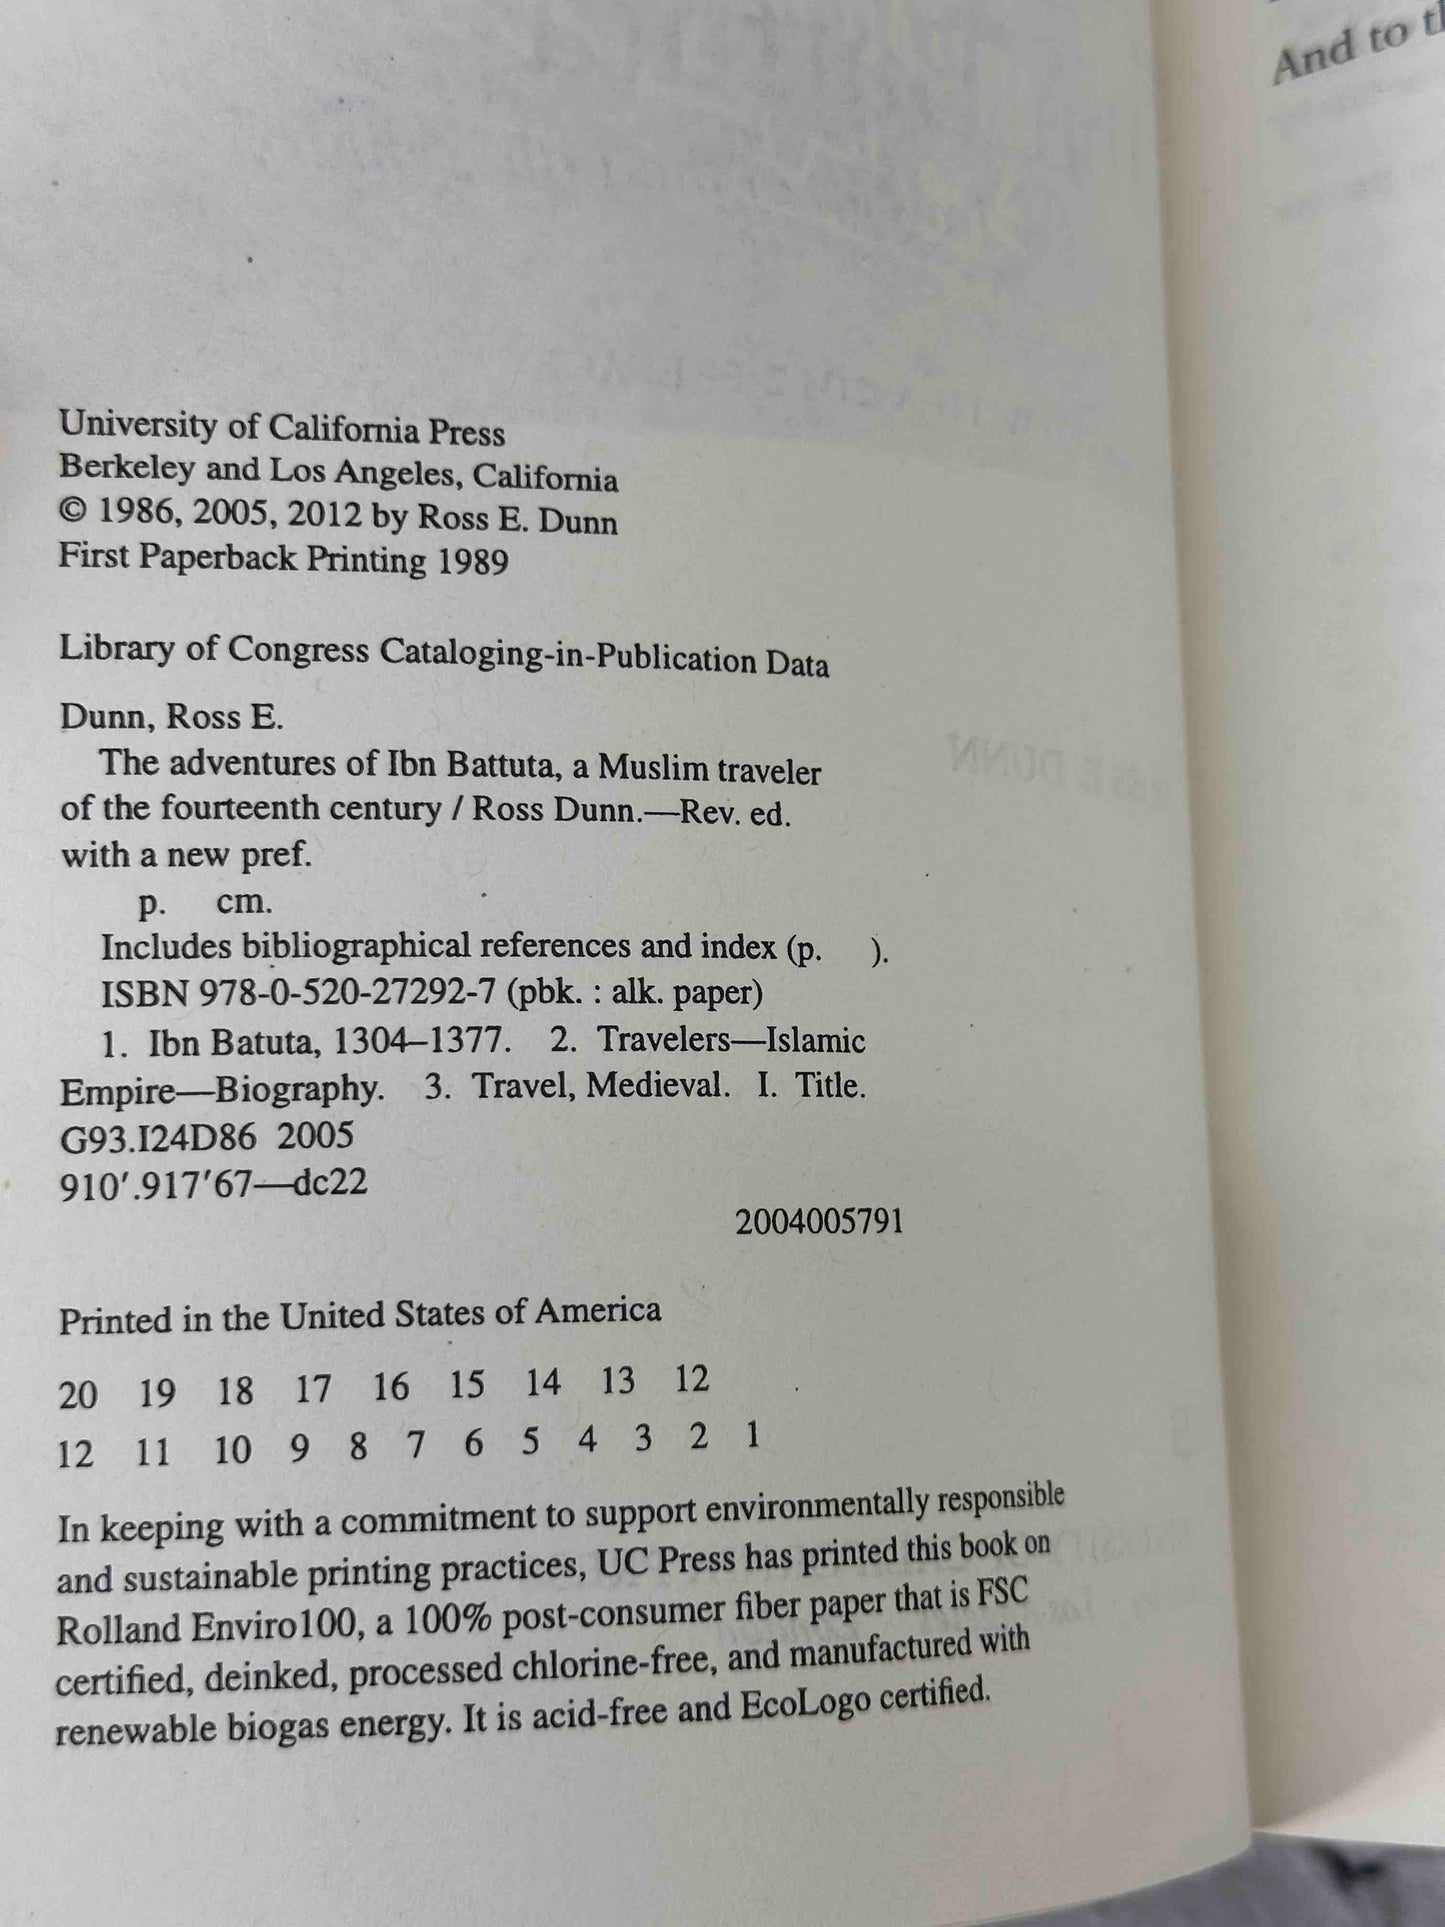 And to
University of California Press
Berkeley and Los Angeles, California
© 1986, 2005, 2012 by Ross E. Dunn
First Paperback Printing 1989
Library of Congress Cataloging-in-Publication Data
Dunn, Ross E.
The adventures of Ibn Battuta, a Muslim traveler
of the fourteenth century / Ross Dunn.—Rev. ed.
with a new pref.
p. cm.
Includes bibliographical references and index (p. ).
ISBN 978-0-520-27292-7 (pbk. : alk. paper)
1. Ibn Batuta, 1304–1377. 2. Travelers—Islamic
Empire—Biography. 3. Travel, Medieval. I. Title.
G93.I24D86 2005
910′.917′67—dc22
2004005791
Printed in the United States of America
20 19 18 17 16 15 14 13 12
12 11 10 9 8 7 6 5 4 3 2 1
In keeping with a commitment to support environmentally responsible
and sustainable printing practices, UC Press has printed this book on
Rolland Enviro100, a 100% post-consumer fiber paper that is FSC
certified, deinked, processed chlorine-free, and manufactured with
renewable biogas energy. It is acid-free and EcoLogo certified.